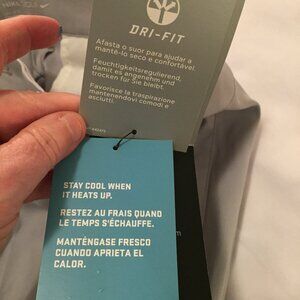 DRI-FIT
Afasta o suor para ajudar a
manter-te seco e confortável.
Feuchtigkeitsregulierend,
damit es angenehm und
trocken für Sie bleibt.
Favorisce la traspirazione
mantenendovi comodi e
asciutti.
STAY COOL WHEN
IT HEATS UP.
RESTEZ AU FRAIS QUAND
LE TEMPS S'ÉCHAUFFE.
MANTÉNGASE FRESCO
CUANDO APRIETA EL
CALOR.